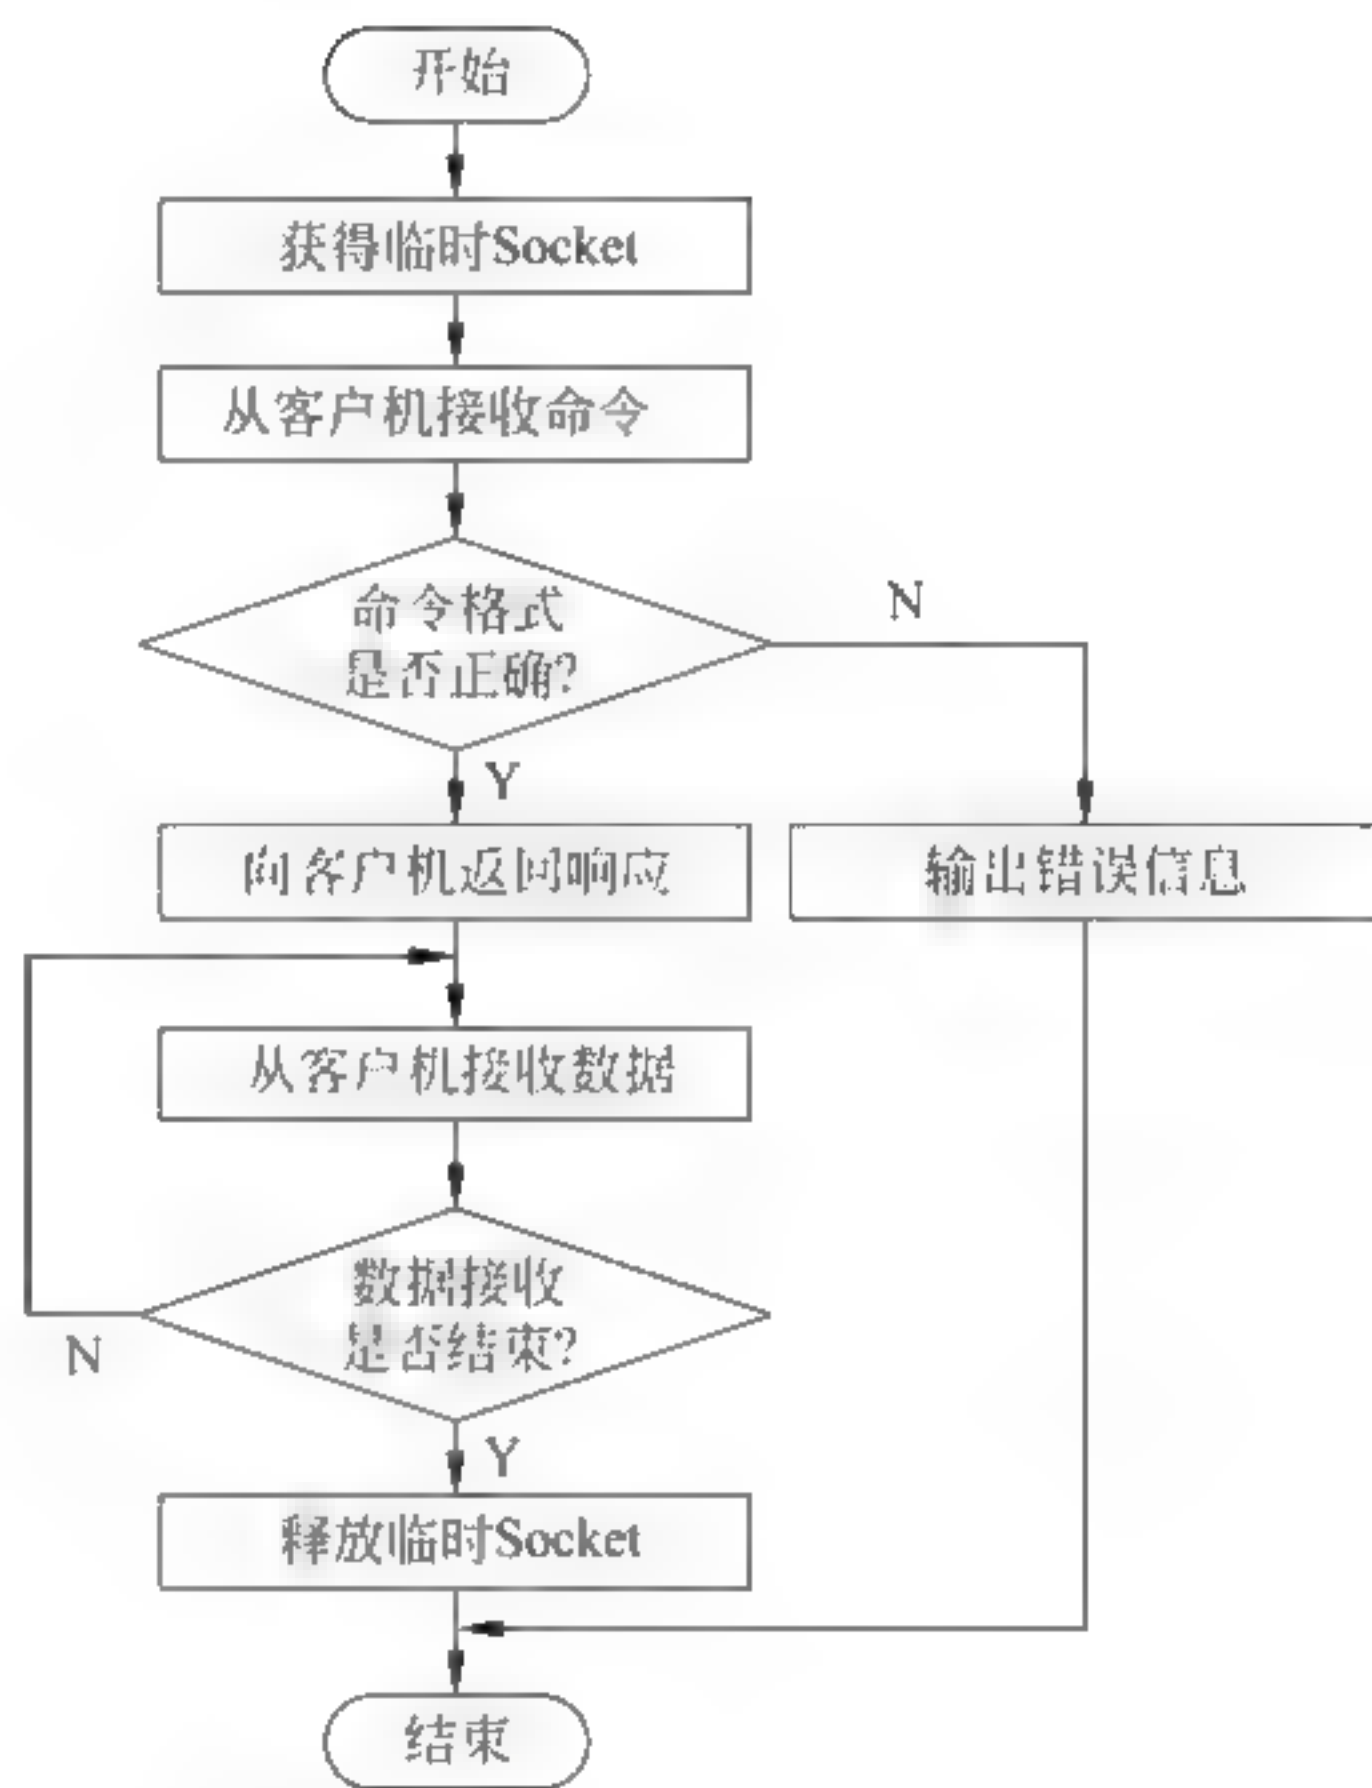 开始
获得临时Socket
从客户机接收命令
命令格式
是否正确?
N
Y
向客户机返回响应
输出错误信息
从客户机接收数据
数据接收
是否结束?
N
Y
释放临时Socket
结束